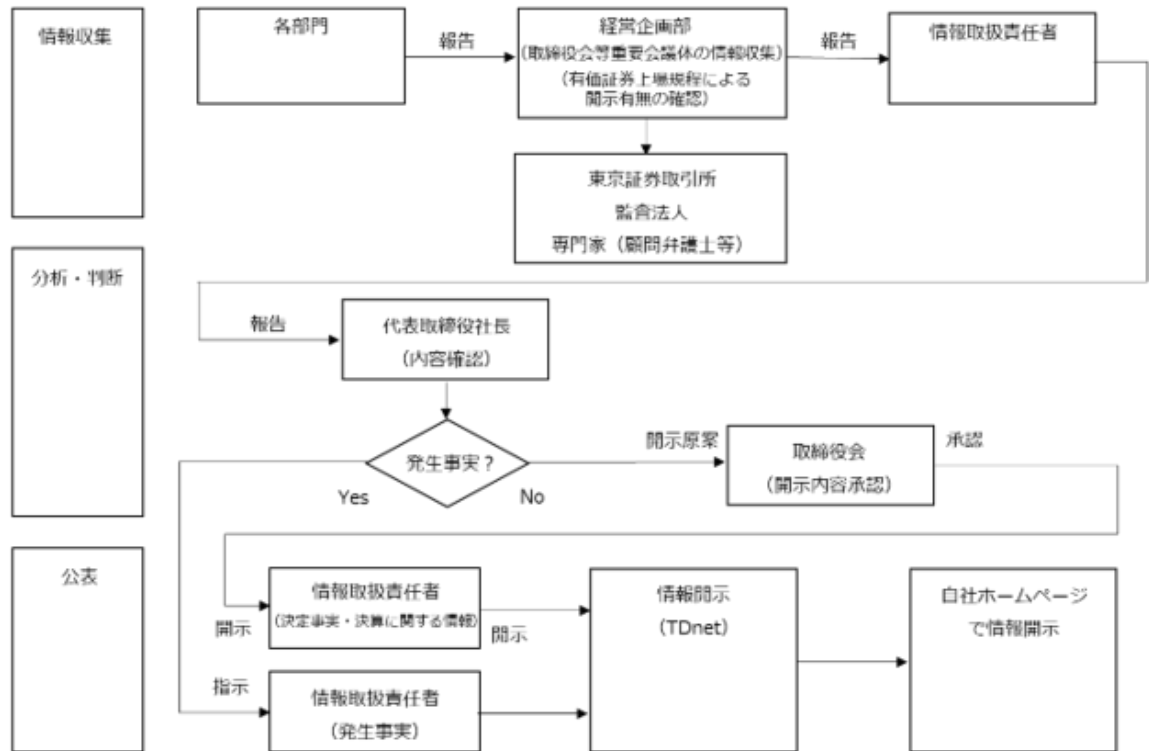 情報収集
各部門
報告
経営企画部
(取締役会等重要会議体の情報収集)
(有価証券上場規程による
開示有無の確認)
報告
情報取扱責任者
東京証券取引所
監査法人
専門家（顧問弁護士等）
分析・判断
報告
代表取締役社長
（内容確認）
発生事実？
Yes
No
開示原案
取締役会
（開示内容承認）
承認
公表
開示
情報取扱責任者
(決定事実・決算に関する情報)
開示
指示
情報取扱責任者
（発生事実）
情報開示
（TDnet）
自社ホームページ
で情報開示